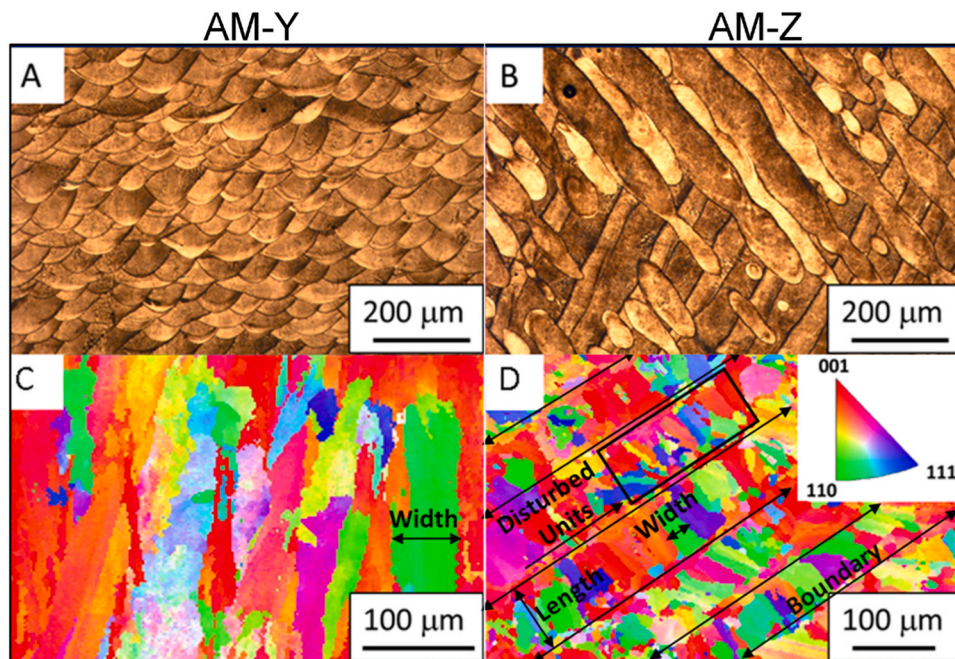 AM-Y
AM-Z
A
B
200 μm
200 μm
C
D
Width
100 μm
Disturbed
Units
Width
Length
Boundary
001
110
111
100 μm